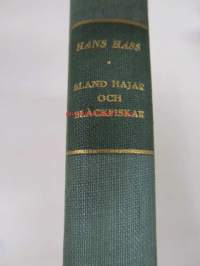 HANS HASS
BLAND HAJAR
OCH
BLÄCKFISKAR